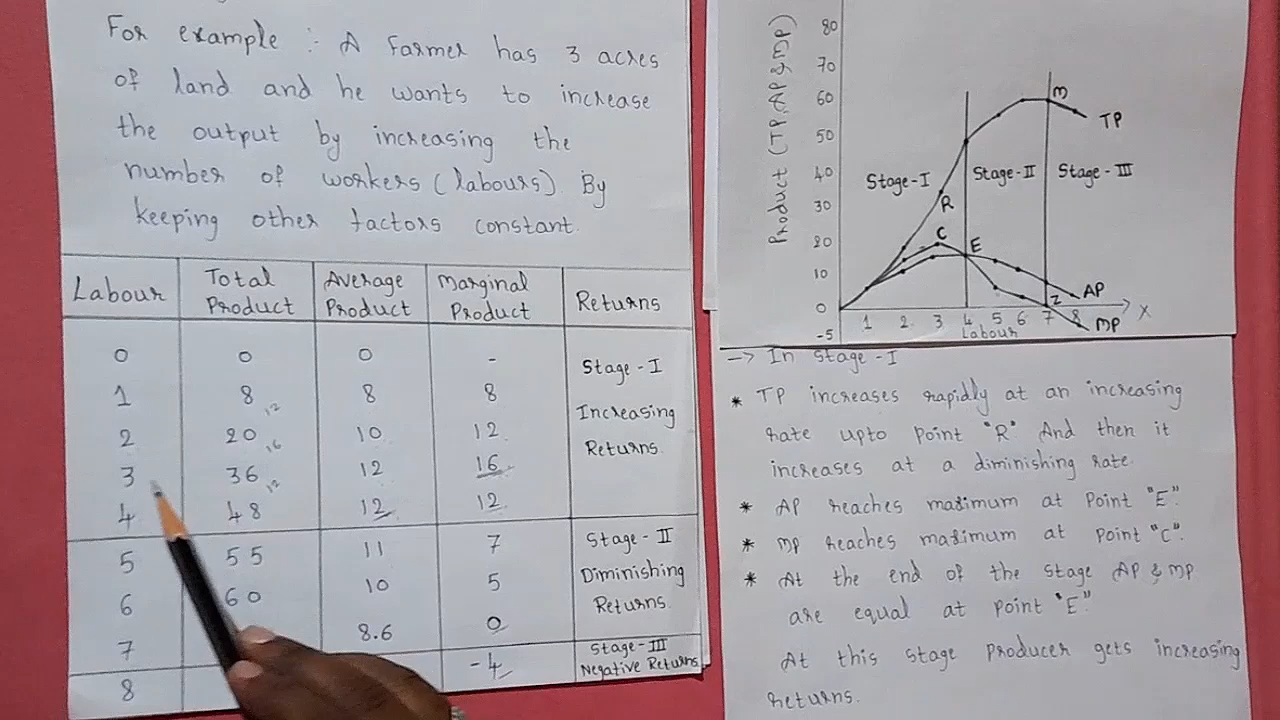 For example :- A Farmer has 3 acres
of land and he wants to increase
the output by increasing the
number of workers (labours). By
keeping other factors constant.
Labour Total Product Average Product Marginal Product Returns
0 0 0 - Stage - I
1 8 8 8 Increasing
12
2 20 10 12 Returns.
16
3 36 12 16
12
4 48 12 12
5 55 11 7 Stage - II
6 60 10 5 Diminishing Returns.
7 8.6 0 Stage - III
8 -4 Negative Returns
Product (TP, AP & MP)
80
70
60
50
40
30
20
10
0
-5
M
TP
Stage-I Stage-II Stage-III
R
C
E
AP
Z
MP
1 2 3 4 5 6 7 8 X
Labour
-> In Stage - I
* TP increases rapidly at an increasing
rate upto point "R" And then it
increases at a diminishing rate.
* AP reaches maximum at Point "E".
* MP reaches maximum at Point "C".
* At the end of the stage AP & MP
are equal at point "E".
At this stage Producer gets increasing
returns.